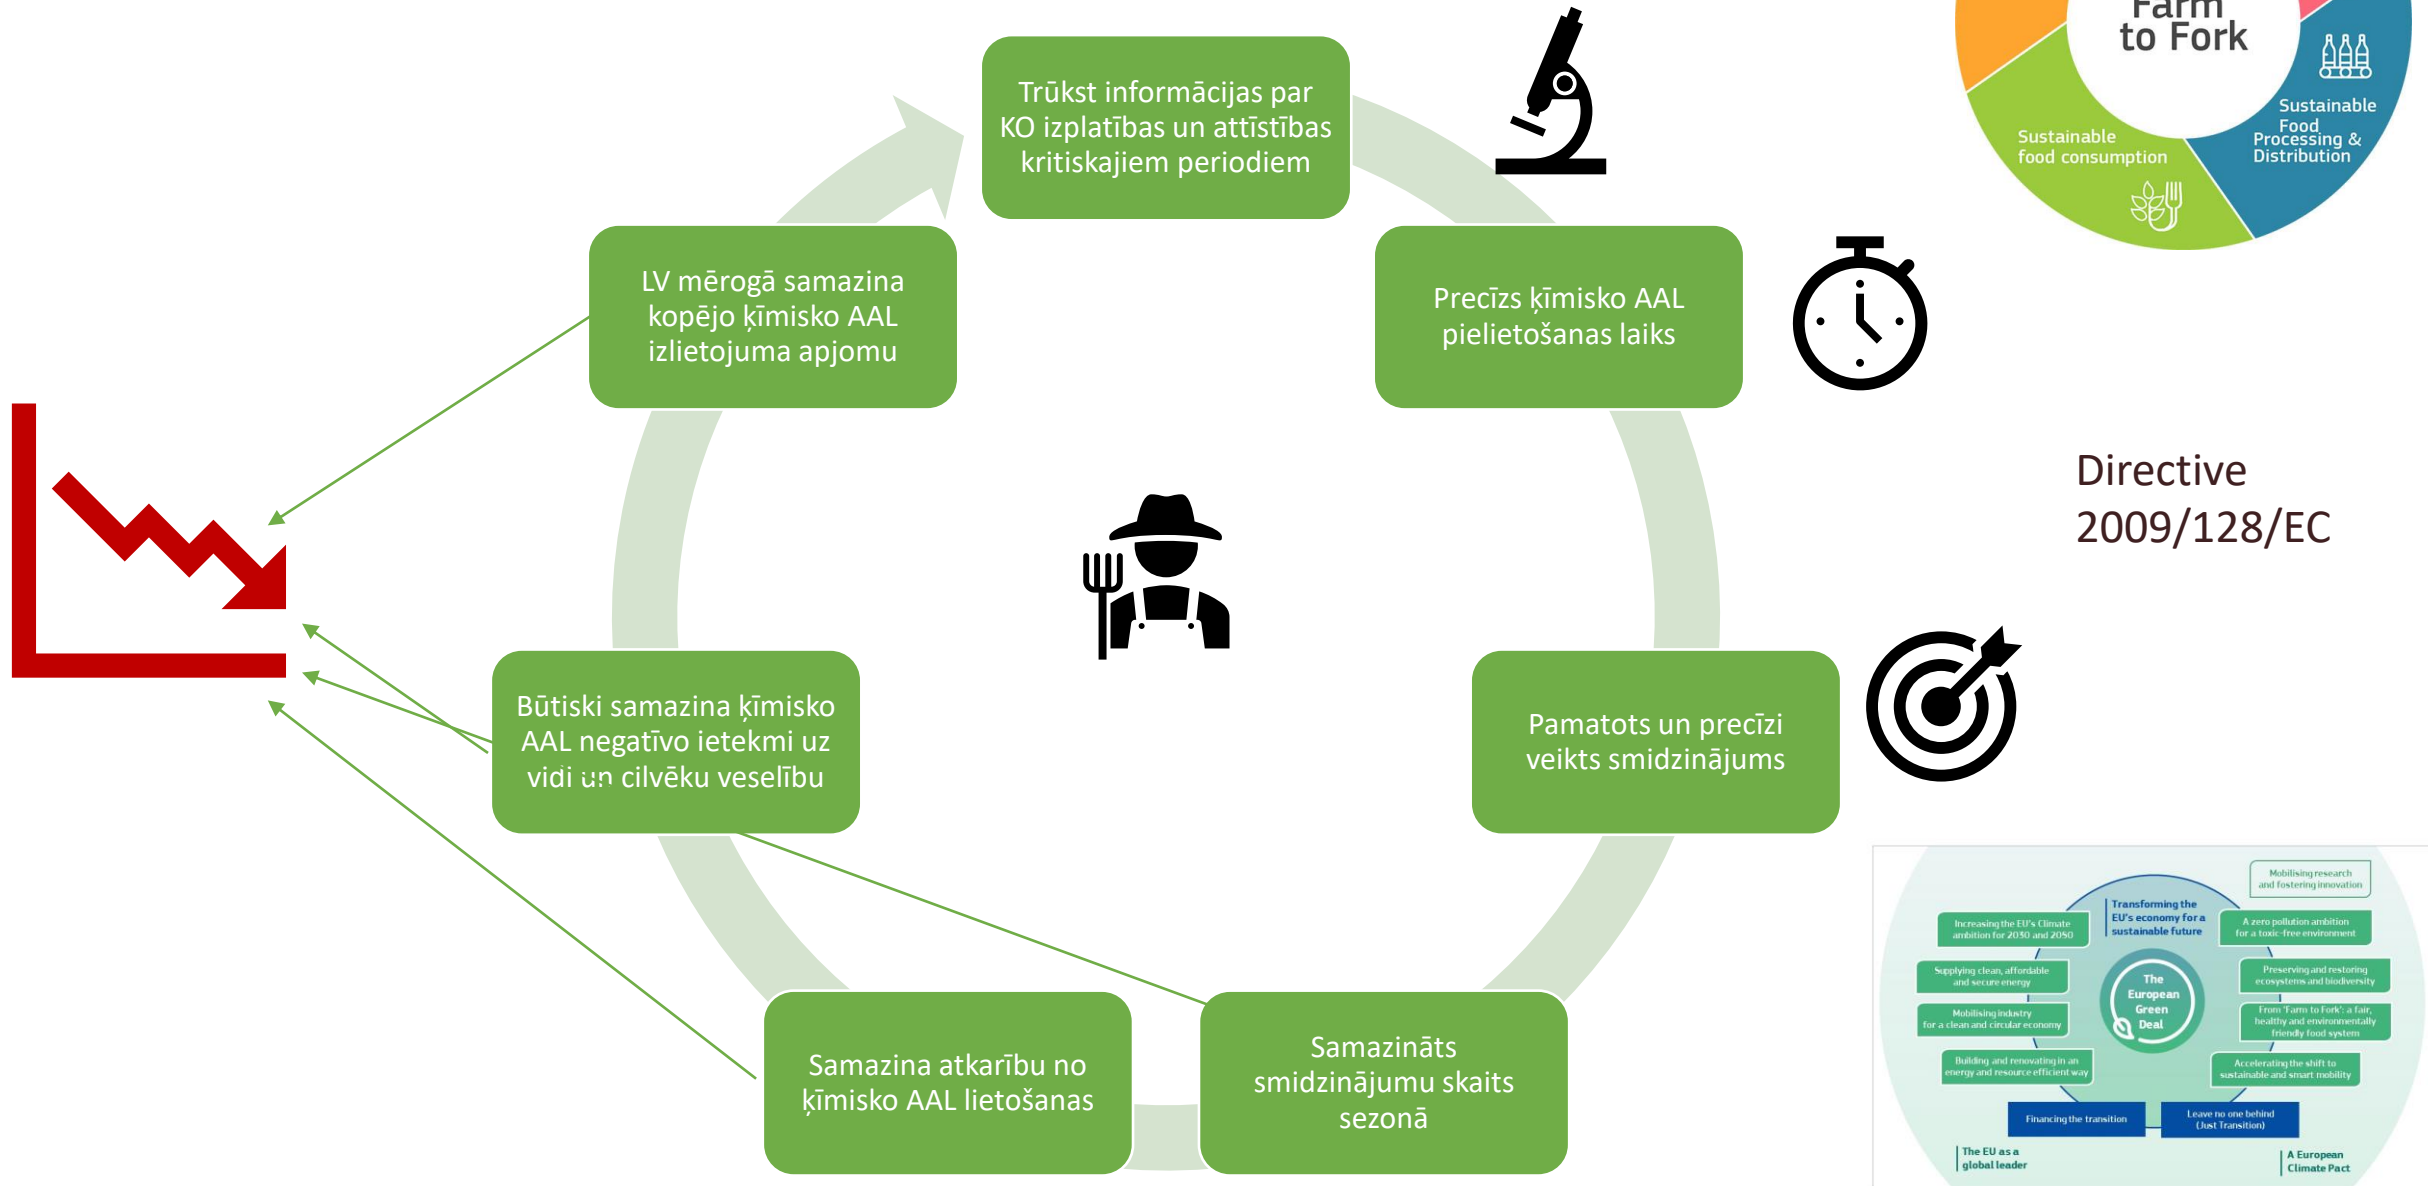 Farm
to Fork
Sustainable
Food
Processing &
Distribution
Sustainable
food consumption
Trūkst informācijas par
KO izplatības un attīstības
kritiskajiem periodiem
Precīzs ķīmisko AAL
pielietošanas laiks
Pamatots un precīzi
veikts smidzinājums
Samazināts
smidzinājumu skaits
sezonā
Samazina atkarību no
ķīmisko AAL lietošanas
Būtiski samazina ķīmisko
AAL negatīvo ietekmi uz
vidi un cilvēku veselību
LV mērogā samazina
kopējo ķīmisko AAL
izlietojuma apjomu
Directive
2009/128/EC
Mobilising research
and fostering innovation
Transforming the
EU's economy for a
sustainable future
Increasing the EU's Climate
ambition for 2030 and 2050
A zero pollution ambition
for a toxic-free environment
Supplying clean, affordable
and secure energy
Preserving and restoring
ecosystems and biodiversity
The
European
Green
Deal
Mobilising industry
for a clean and circular economy
From 'Farm to Fork': a fair,
healthy and environmentally
friendly food system
Building and renovating in an
energy and resource efficient way
Accelerating the shift to
sustainable and smart mobility
Financing the transition
Leave no one behind
(Just Transition)
The EU as a
global leader
A European
Climate Pact